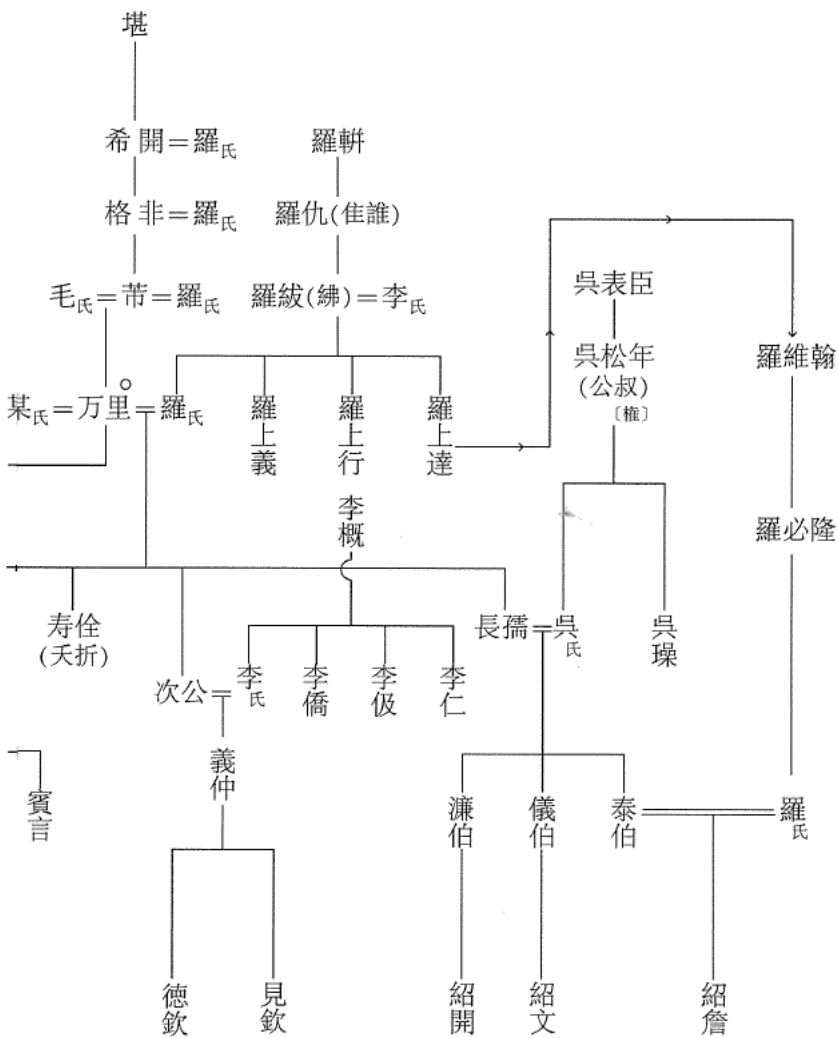 堪
希開=羅氏
羅輧
格非=羅氏
羅仇(隹誰)
毛氏=芾=羅氏
羅紱(紼)=李氏
呉表臣
呉松年
(公叔)
〔権〕
羅維翰
某氏=万里=羅氏
羅上義
羅上行
羅上達
李概
羅必隆
寿佺
(夭折)
長孺=呉氏
呉璪
次公=李氏
李僑
李伋
李仁
義仲
賓言
濂伯
儀伯
泰伯
羅氏
徳欽
見欽
紹開
紹文
紹詹